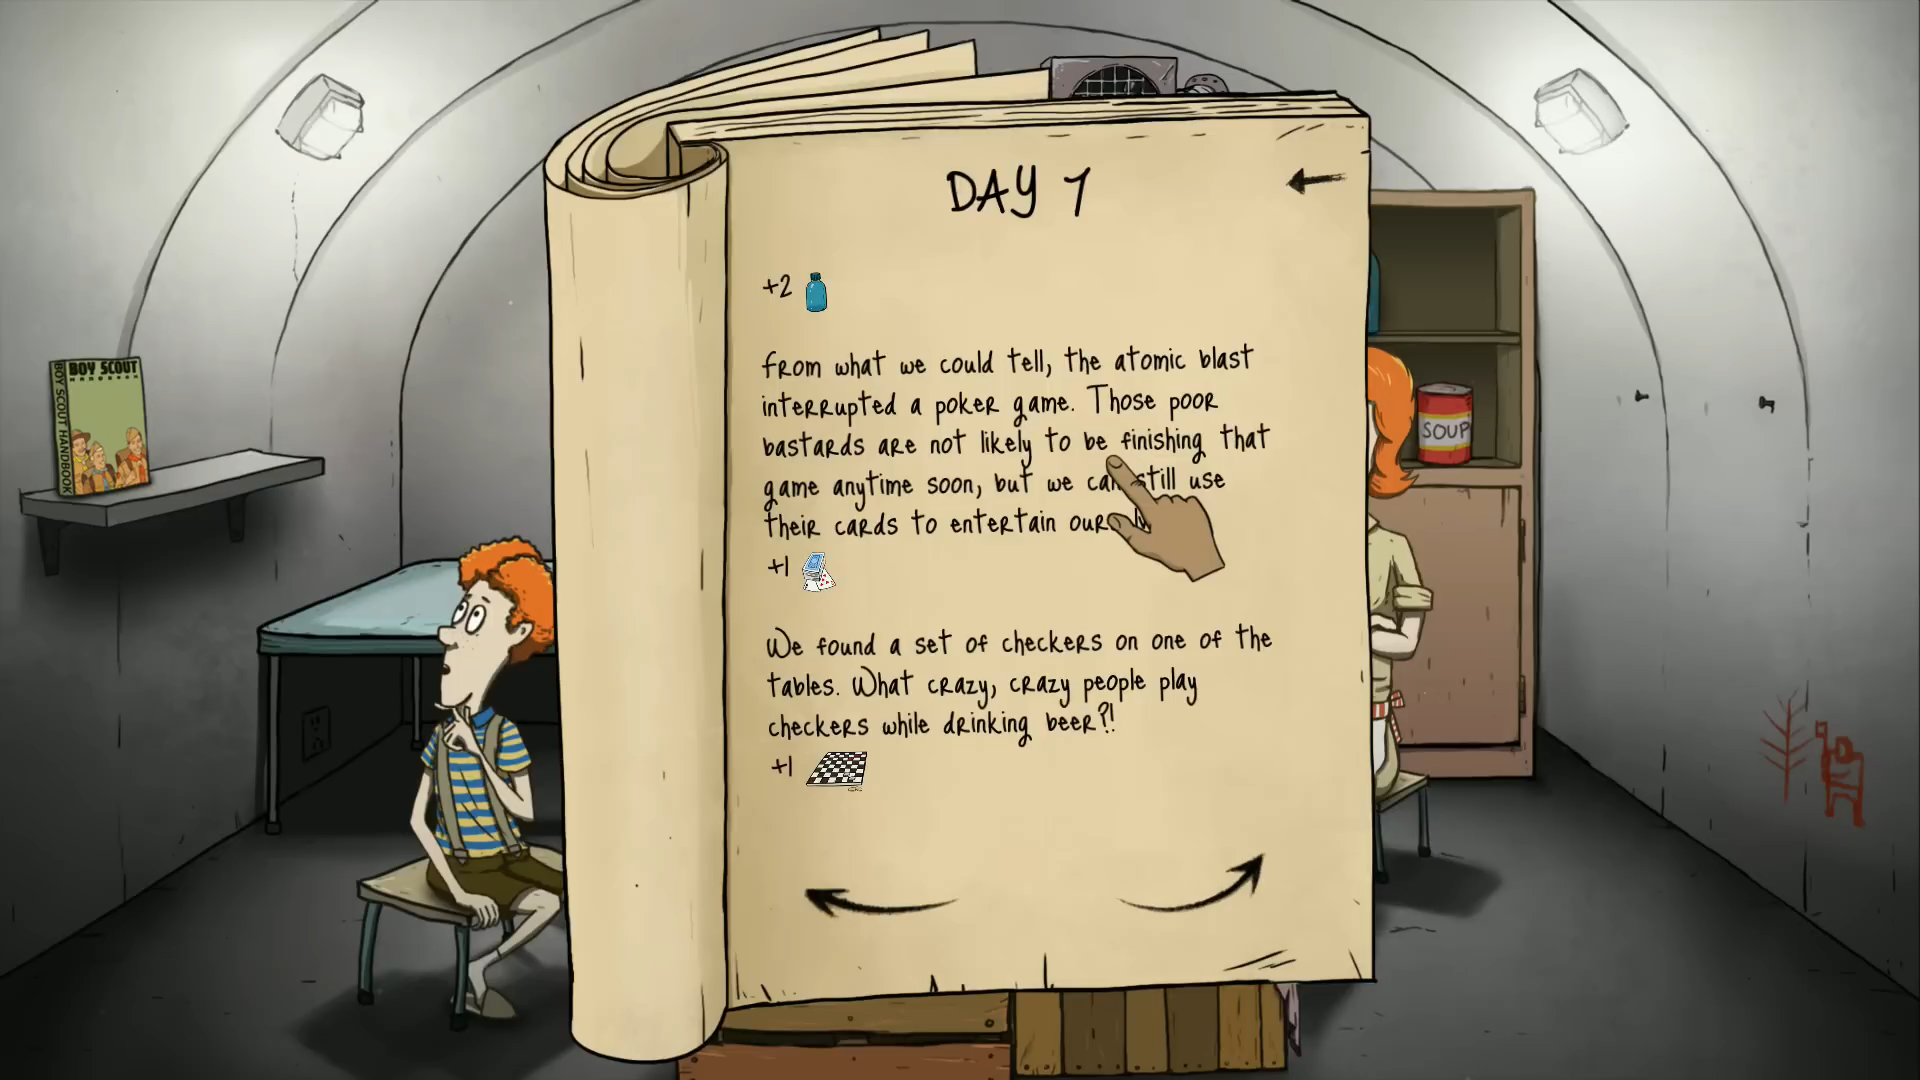 BOY SCOUT
HANDBOOK
BOY SCOUT HANDBOOK
DAY 7
+2
from what we could tell, the atomic blast
interrupted a poker game. Those poor
bastards are not likely to be finishing that
game anytime soon, but we can still use
their cards to entertain
+1
We found a set of checkers on one of the
tables. What crazy, crazy people play
checkers while drinking beer?!
+1
SOUP